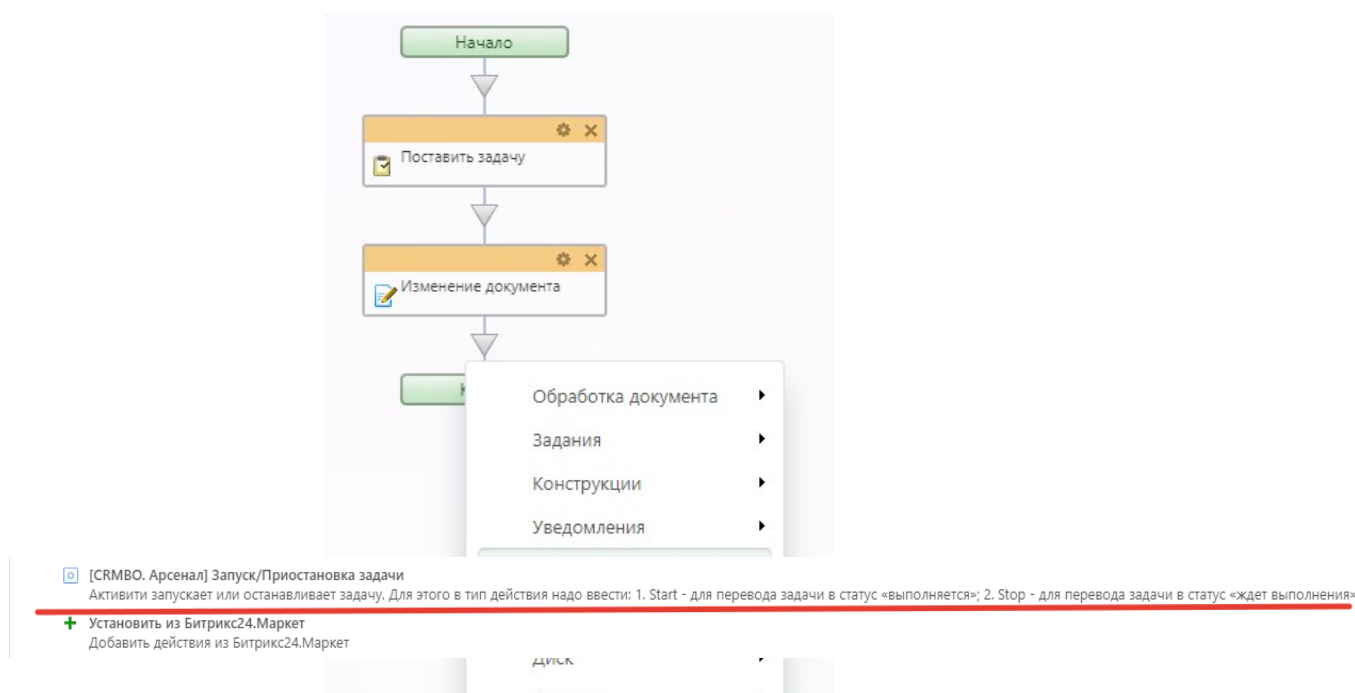 Начало
Поставить задачу
Изменение документа
Обработка документа
Задания
Конструкции
Уведомления
[CRMBO. Арсенал] Запуск/Приостановка задачи
Активити запускает или останавливает задачу. Для этого в тип действия надо ввести: 1. Start - для перевода задачи в статус «выполняется»; 2. Stop - для перевода задачи в статус «ждет выполнения»
Установить из Битрикс24.Маркет
Добавить действия из Битрикс24.Маркет
Диск